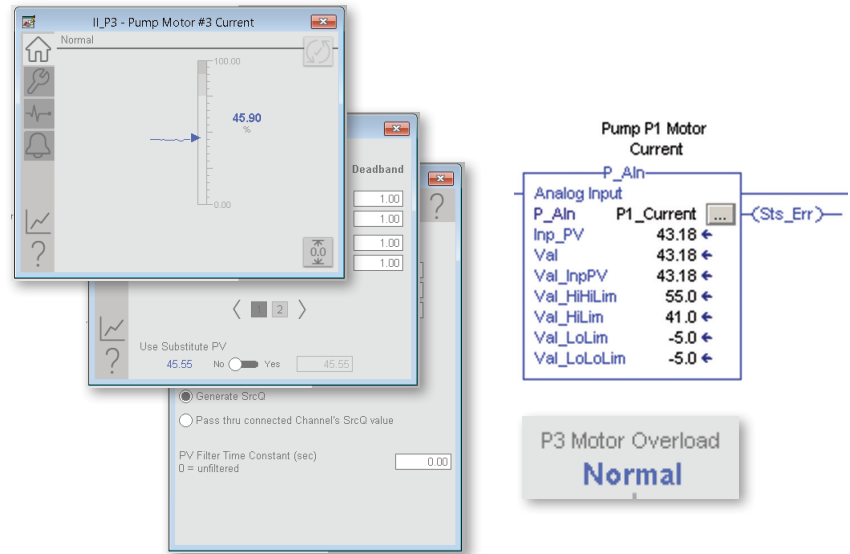 II_P3 - Pump Motor #3 Current
Normal
100.00
45.90
%
0.00
0.0
?
Deadband
1.00
1.00
1.00
1.00
1 2
Use Substitute PV
45.55 No Yes 45.55
?
?
Generate SrcQ
Pass thru connected Channel's SrcQ value
PV Filter Time Constant (sec)
0 = unfiltered
0.00
Pump P1 Motor
Current
P_AIn
Analog Input
P_AIn P1_Current ...
Inp_PV 43.18
Val 43.18
Val_InpPV 43.18
Val_HiHiLim 55.0
Val_HiLim 41.0
Val_LoLim -5.0
Val_LoLoLim -5.0
(Sts_Err)
P3 Motor Overload
Normal